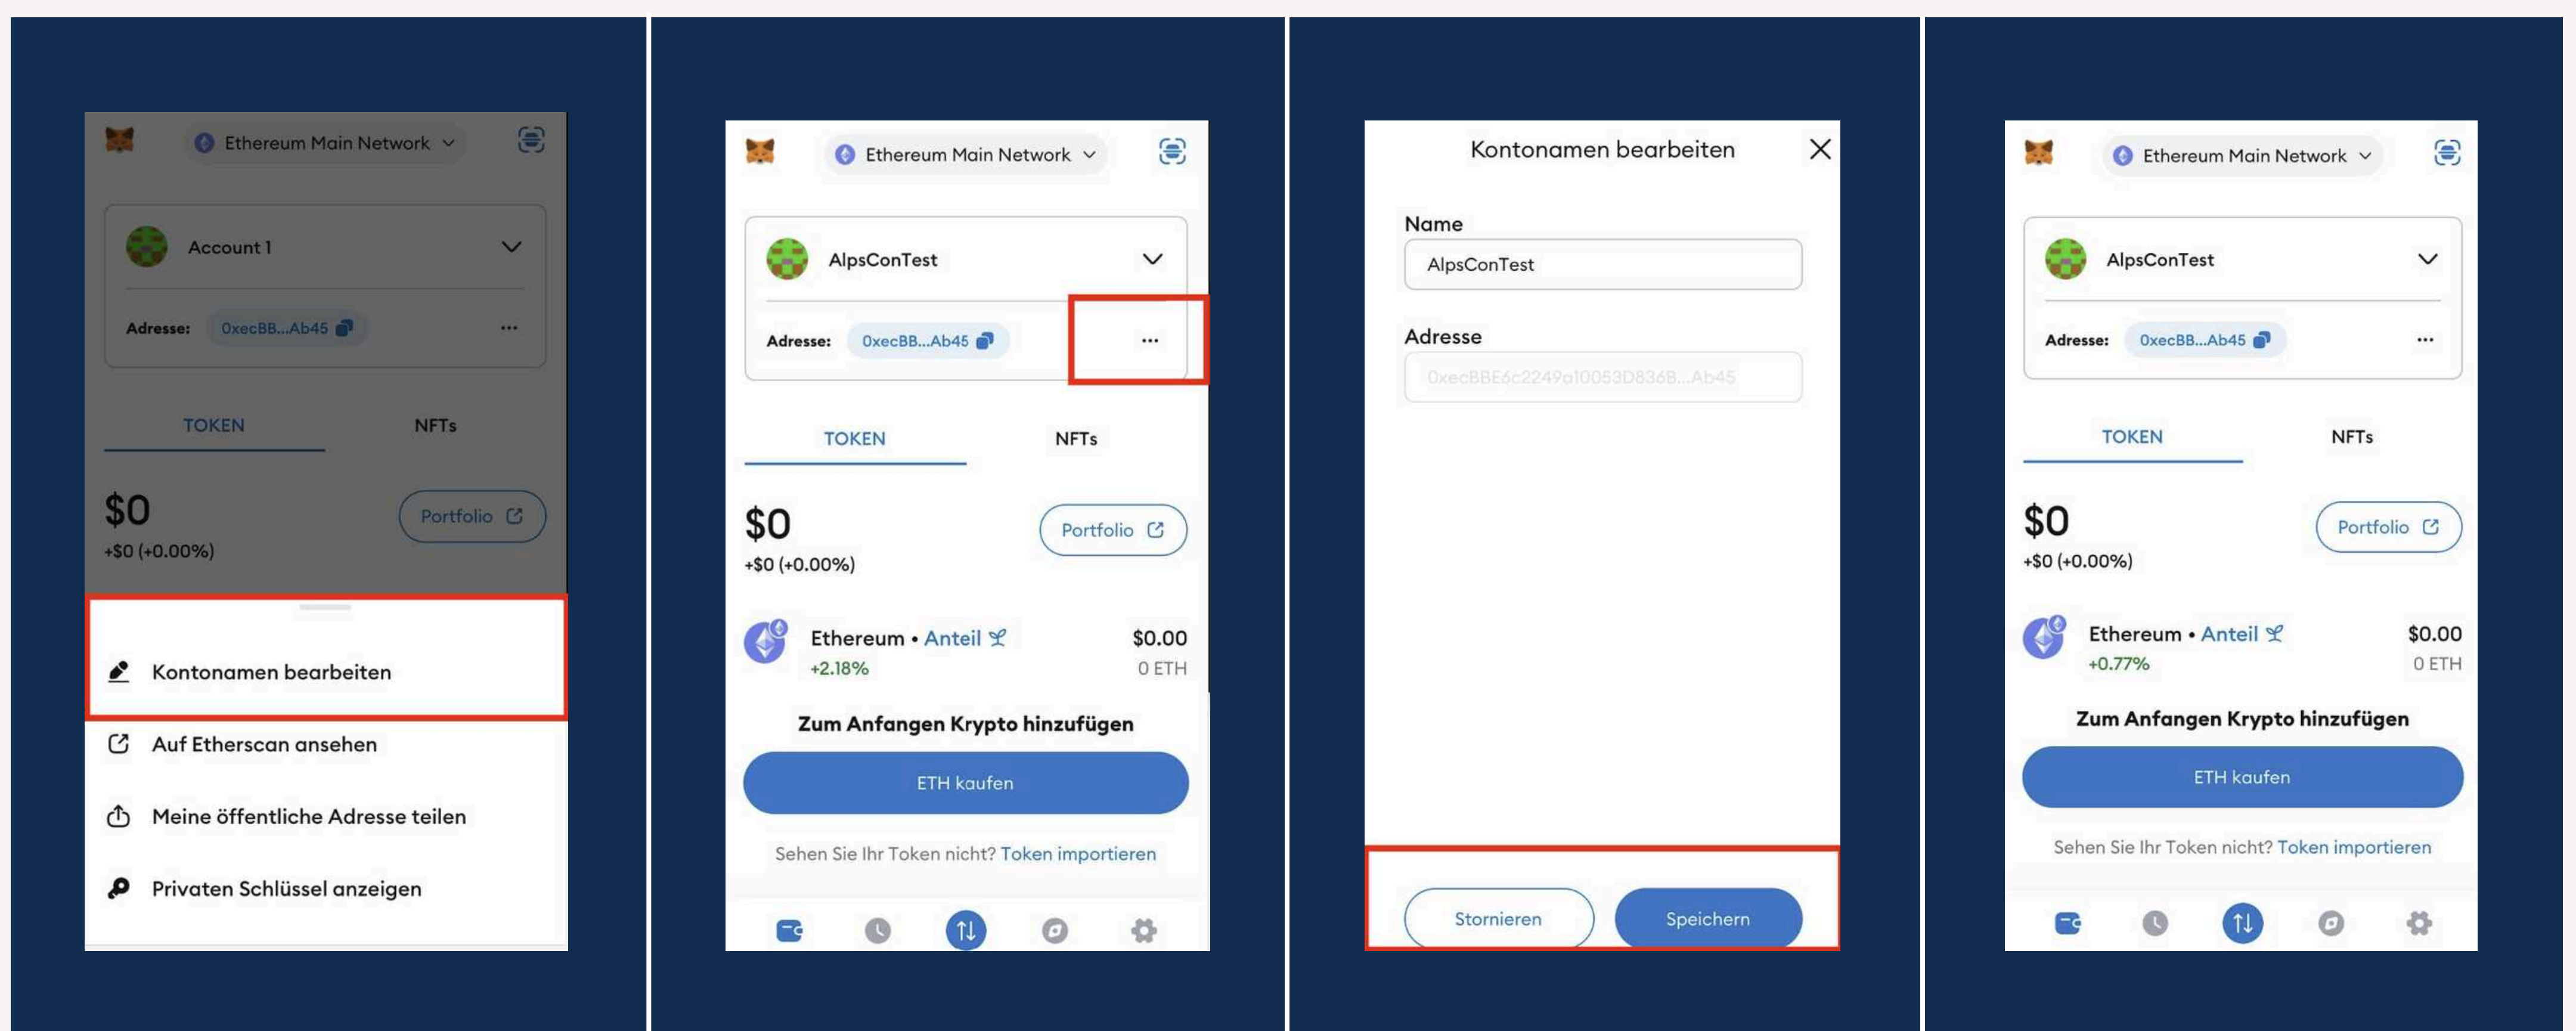 Ethereum Main Network
Account 1
Adresse: 0xecBB...Ab45 ...
TOKEN NFTs
$0
Portfolio
+$0 (+0.00%)
Kontonamen bearbeiten
Auf Etherscan ansehen
Meine öffentliche Adresse teilen
Privaten Schlüssel anzeigen
Ethereum Main Network
AlpsConTest
Adresse: 0xecBB...Ab45 ...
TOKEN NFTs
$0
Portfolio
+$0 (+0.00%)
Ethereum • Anteil $0.00
+2.18% 0 ETH
Zum Anfangen Krypto hinzufügen
ETH kaufen
Sehen Sie Ihr Token nicht? Token importieren
Kontonamen bearbeiten
Name
AlpsConTest
Adresse
0xecBBE6c2249a10053D836B...Ab45
Stornieren Speichern
Ethereum Main Network
AlpsConTest
Adresse: 0xecBB...Ab45 ...
TOKEN NFTs
$0
Portfolio
+$0 (+0.00%)
Ethereum • Anteil $0.00
+0.77% 0 ETH
Zum Anfangen Krypto hinzufügen
ETH kaufen
Sehen Sie Ihr Token nicht? Token importieren